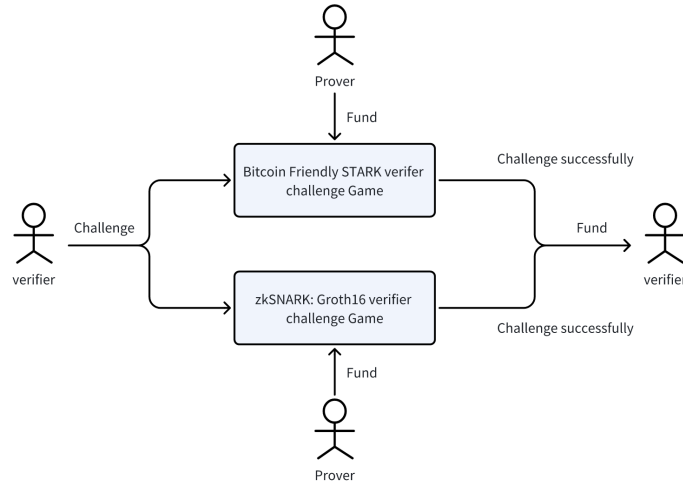 Prover
Fund
Bitcoin Friendly STARK verifer
challenge Game
Challenge successfully
Challenge
Fund
verifier
verifier
zkSNARK: Groth16 verifier
challenge Game
Challenge successfully
Fund
Prover